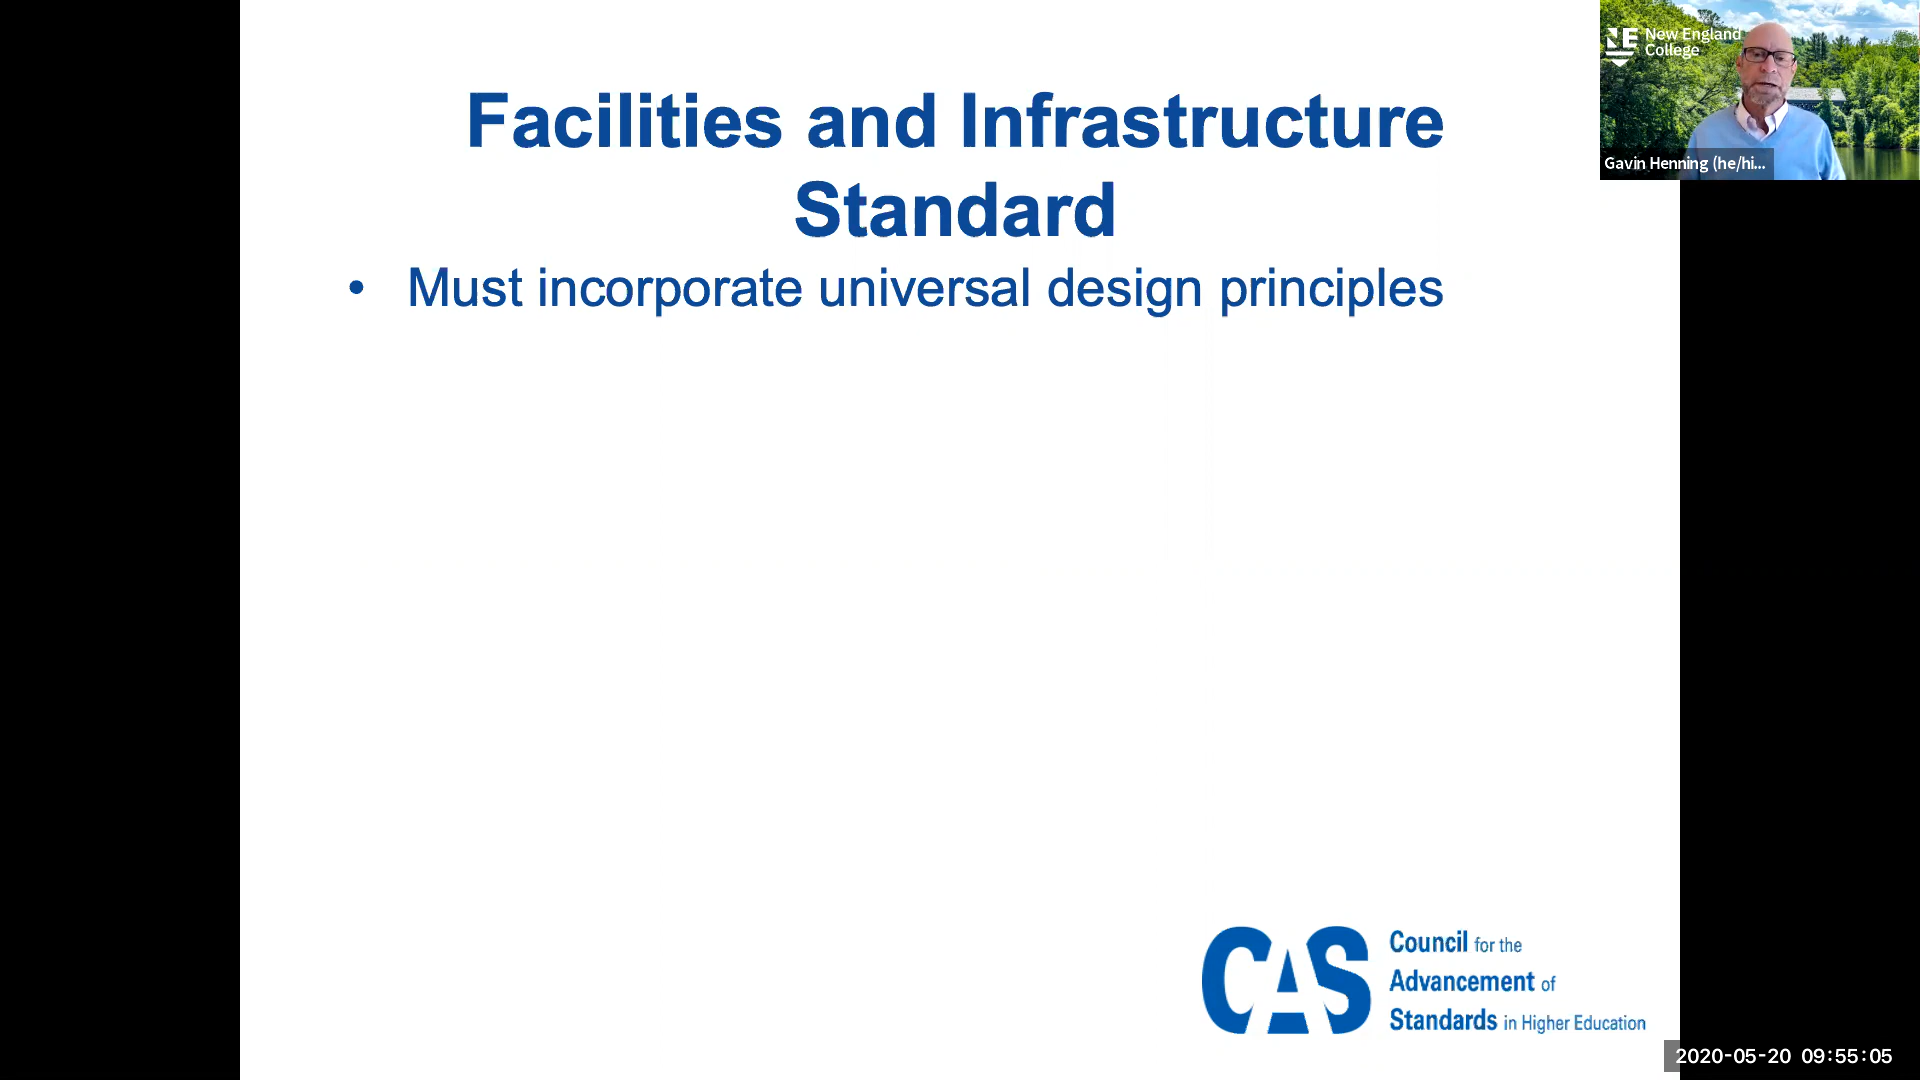 Facilities and Infrastructure
Standard
• Must incorporate universal design principles
New England
College
Gavin Henning (he/hi...
CAS
Council for the
Advancement of
Standards in Higher Education
2020-05-20 09:55:05